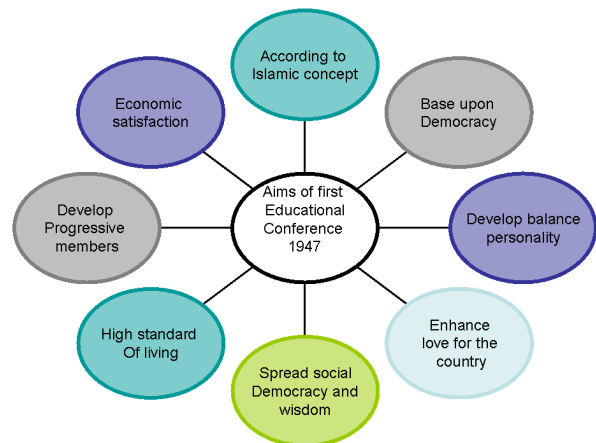 According to
Islamic concept
Base upon
Democracy
Develop balance
personality
Enhance
love for the
country
Spread social
Democracy and
wisdom
High standard
Of living
Develop
Progressive
members
Economic
satisfaction
Aims of first
Educational
Conference
1947